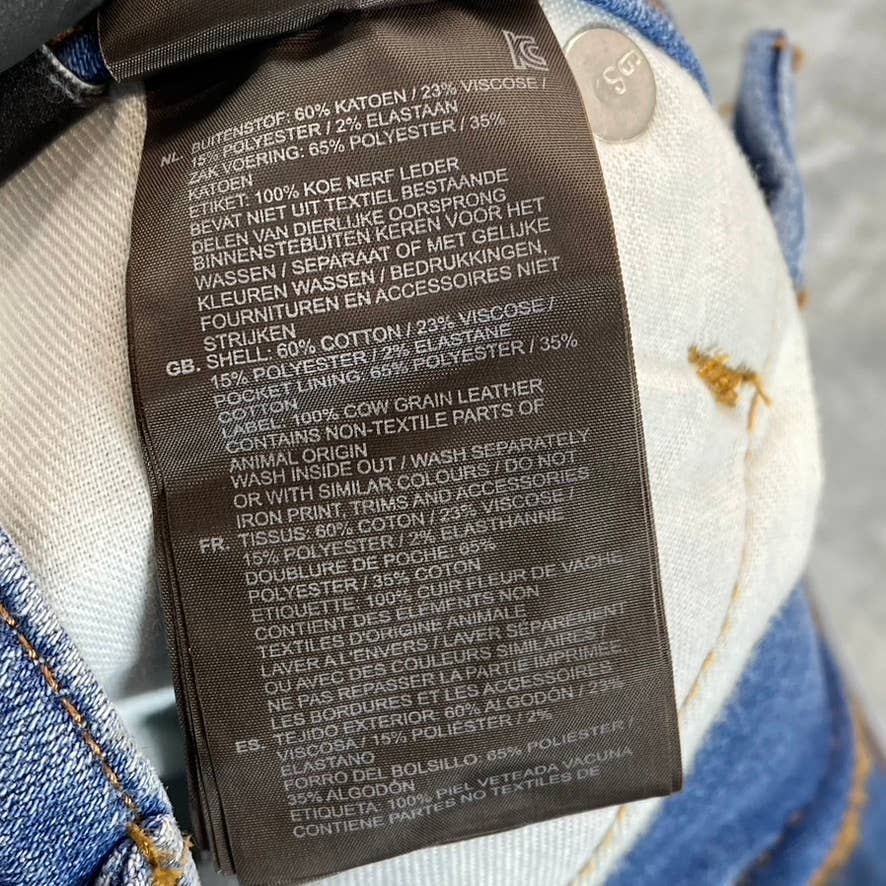 NL. BUITENSTOF: 60% KATOEN / 23% VISCOSE /
15% POLYESTER / 2% ELASTAAN
ZAK VOERING: 65% POLYESTER / 35%
KATOEN
ETIKET: 100% KOE NERF LEDER
BEVAT NIET UIT TEXTIEL BESTAANDE
DELEN VAN DIERLIJKE OORSPRONG
BINNENSTEBUITEN KEREN VOOR HET
WASSEN / SEPARAAT OF MET GELIJKE
KLEUREN WASSEN / BEDRUKKINGEN,
FOURNITUREN EN ACCESSOIRES NIET
STRIJKEN
GB. SHELL: 60% COTTON / 23% VISCOSE /
15% POLYESTER / 2% ELASTANE
POCKET LINING: 65% POLYESTER / 35%
COTTON
LABEL: 100% COW GRAIN LEATHER
CONTAINS NON-TEXTILE PARTS OF
ANIMAL ORIGIN
WASH INSIDE OUT / WASH SEPARATELY
OR WITH SIMILAR COLOURS / DO NOT
IRON PRINT, TRIMS AND ACCESSORIES
FR. TISSUS: 60% COTON / 23% VISCOSE /
15% POLYESTER / 2% ELASTHANNE
DOUBLURE DE POCHE: 65%
POLYESTER / 35% COTON
ETIQUETTE: 100% CUIR FLEUR DE VACHE
CONTIENT DES ÉLÉMENTS NON
TEXTILES D'ORIGINE ANIMALE
LAVER A L'ENVERS / LAVER SÉPAREMENT
OU AVEC DES COULEURS SIMILAIRES /
NE PAS REPASSER LA PARTIE IMPRIMÉE,
LES BORDURES ET LES ACCESSOIRES
ES. TEJIDO EXTERIOR: 60% ALGODÓN / 23%
VISCOSA / 15% POLIÉSTER / 2%
ELASTANO
FORRO DEL BOLSILLO: 65% POLIÉSTER /
35% ALGODÓN
ETIQUETA: 100% PIEL VETEADA VACUNA
CONTIENE PARTES NO TEXTILES DE